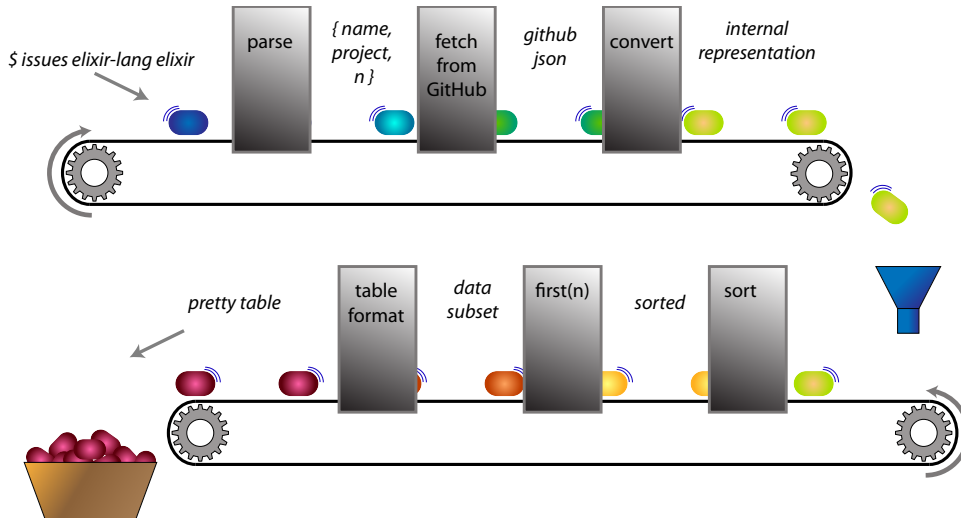 $ issues elixir-lang elixir
parse
{ name,
project,
n }
fetch
from
GitHub
github
json
convert
internal
representation
pretty table
table
format
data
subset
first(n)
sorted
sort